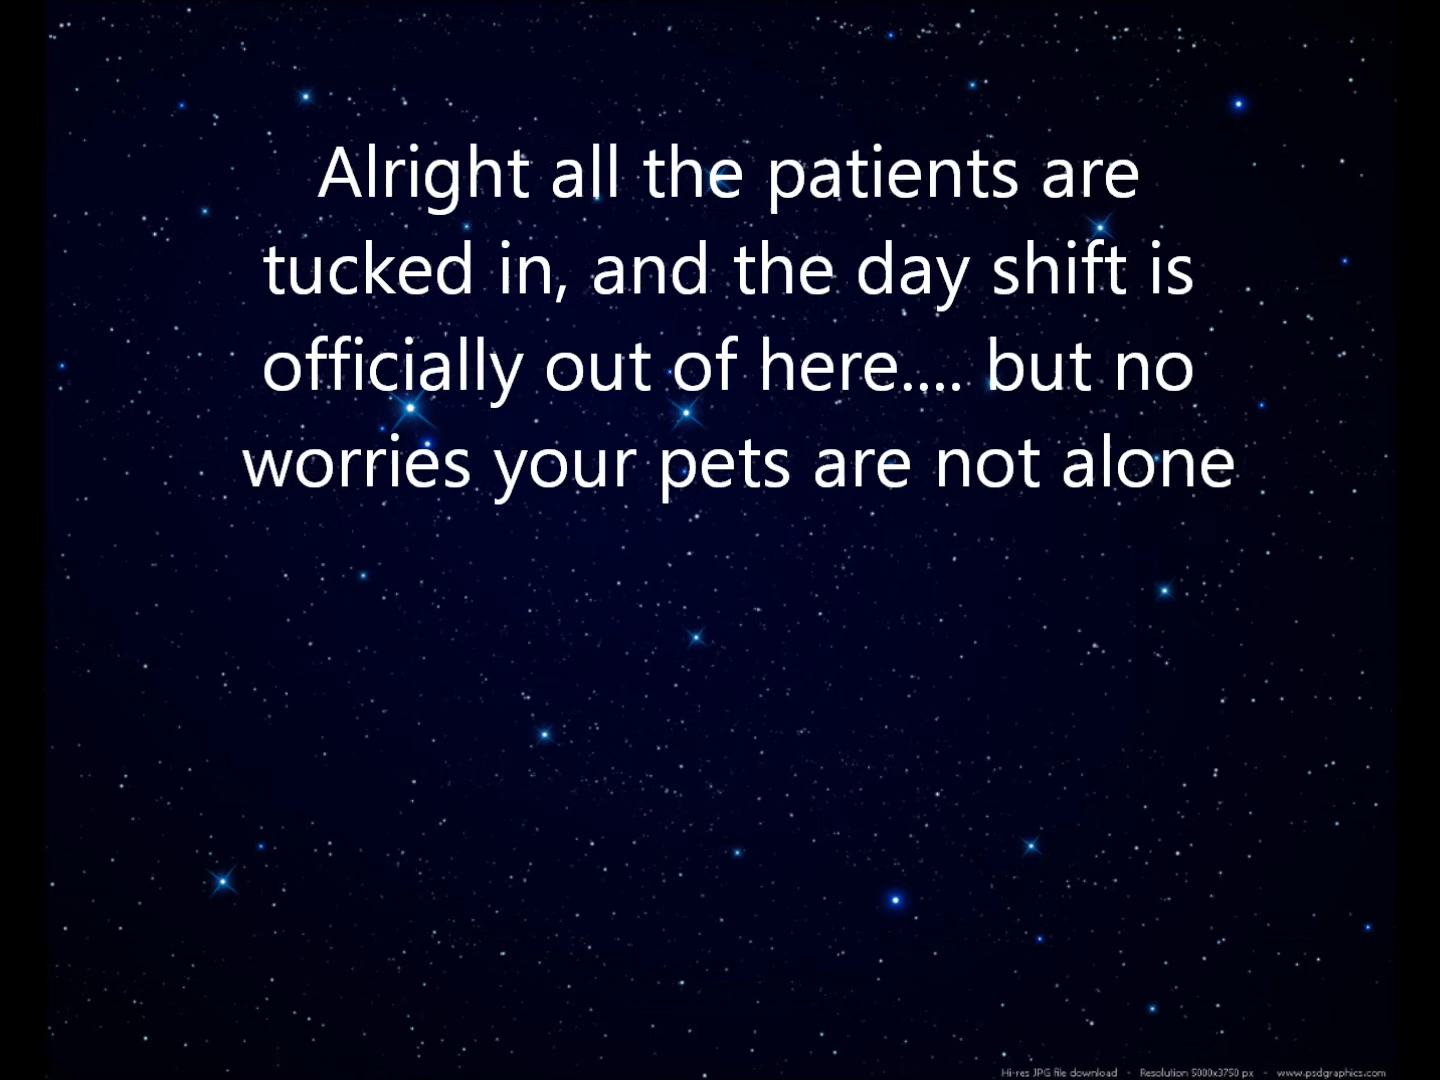 Alright all the patients are
tucked in, and the day shift is
officially out of here.... but no
worries your pets are not alone
Hi-res JPG file download - Resolution 5000x3750 px - www.psdgraphics.com